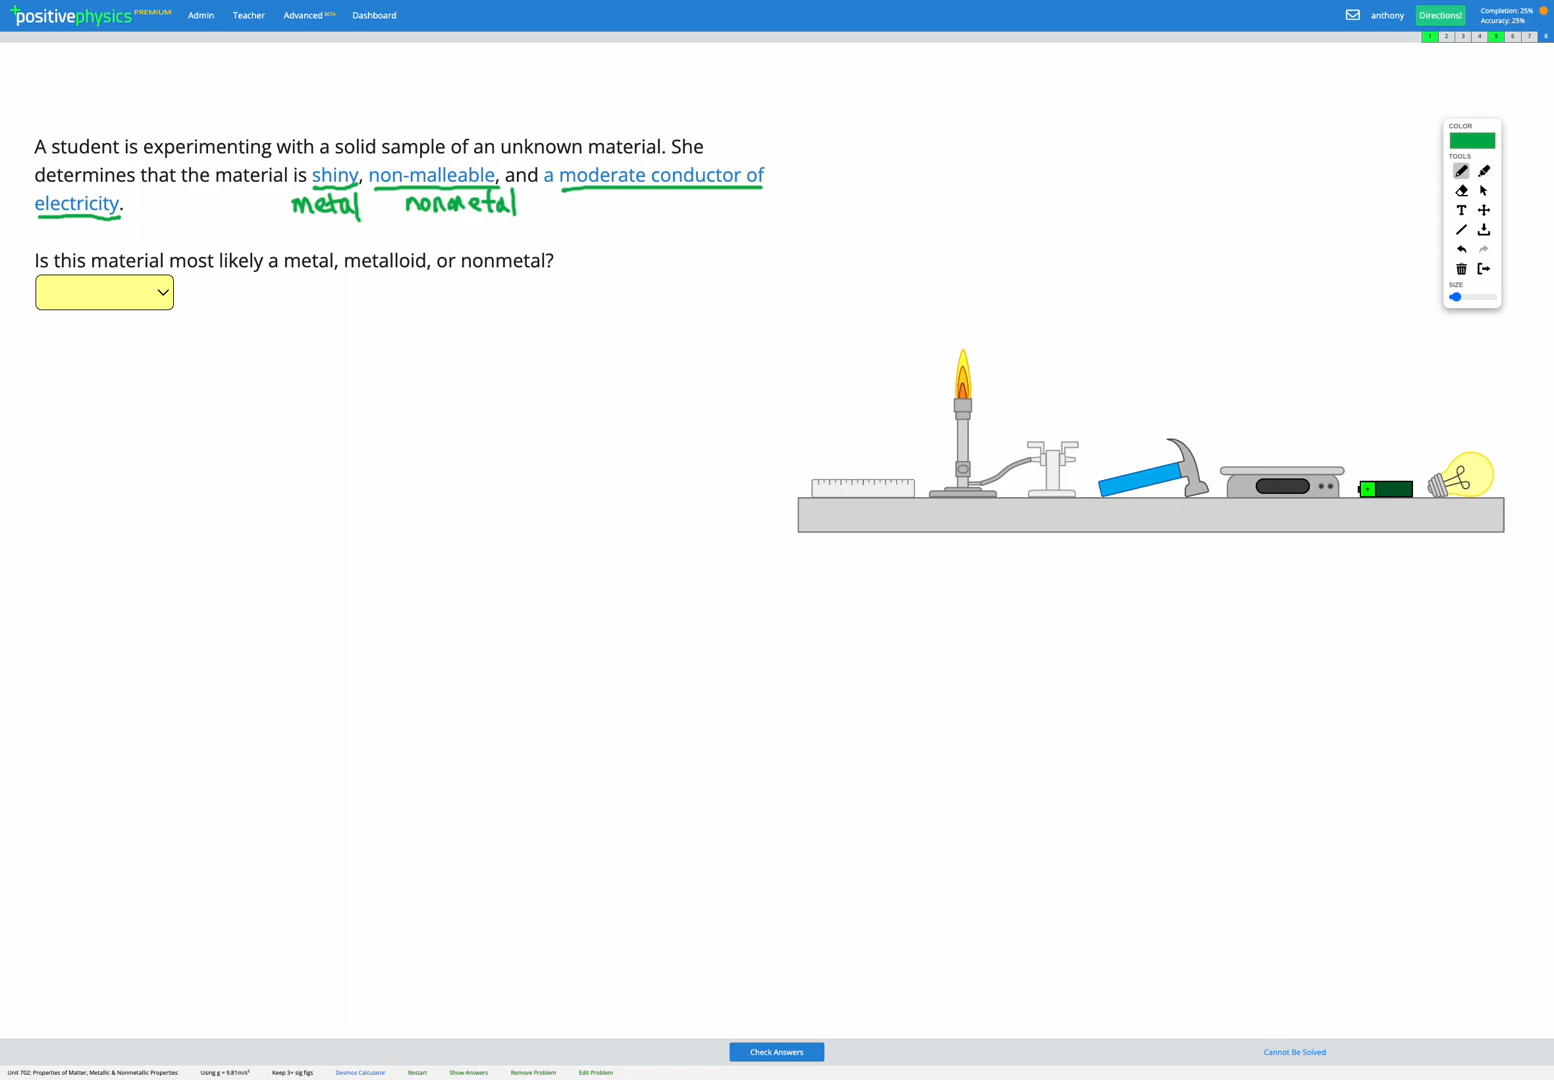 positivephysics PREMIUM Admin Teacher Advanced BETA Dashboard anthony Directions! Completion: 25%
Accuracy: 25%
1 2 3 4 5 6 7 8
A student is experimenting with a solid sample of an unknown material. She
COLOR
determines that the material is shiny, non-malleable, and a moderate conductor of
TOOLS
electricity.
metal nonmetal
T
Is this material most likely a metal, metalloid, or nonmetal?
SIZE
+
Check Answers Cannot Be Solved
Unit 702: Properties of Matter, Metallic & Nonmetallic Properties Using g = 9.81m/s² Keep 3+ sig figs Desmos Calculator Restart Show Answers Remove Problem Edit Problem